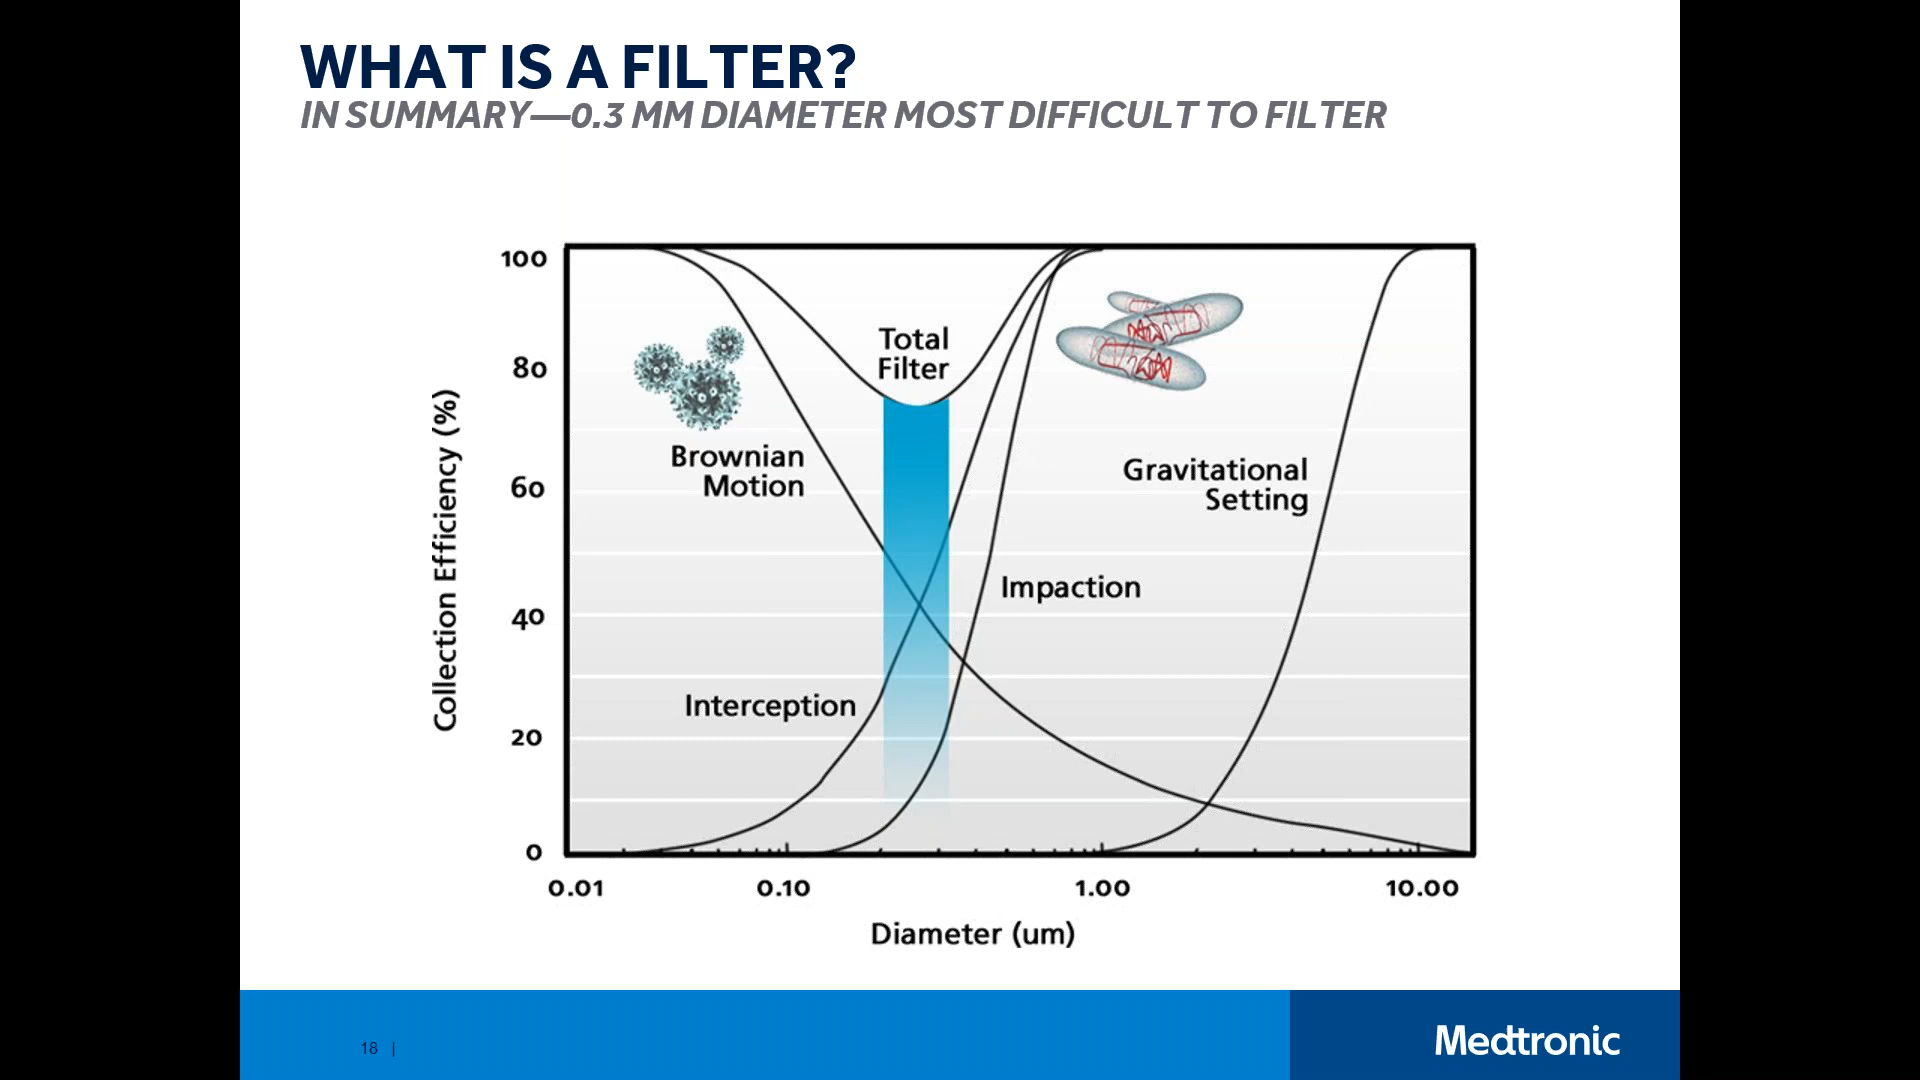 WHAT IS A FILTER?
IN SUMMARY—0.3 MM DIAMETER MOST DIFFICULT TO FILTER
100
80
60
40
20
0
Collection Efficiency (%)
Total
Filter
Brownian
Motion
Gravitational
Setting
Impaction
Interception
0.01
0.10
1.00
10.00
Diameter (um)
18 |
Medtronic